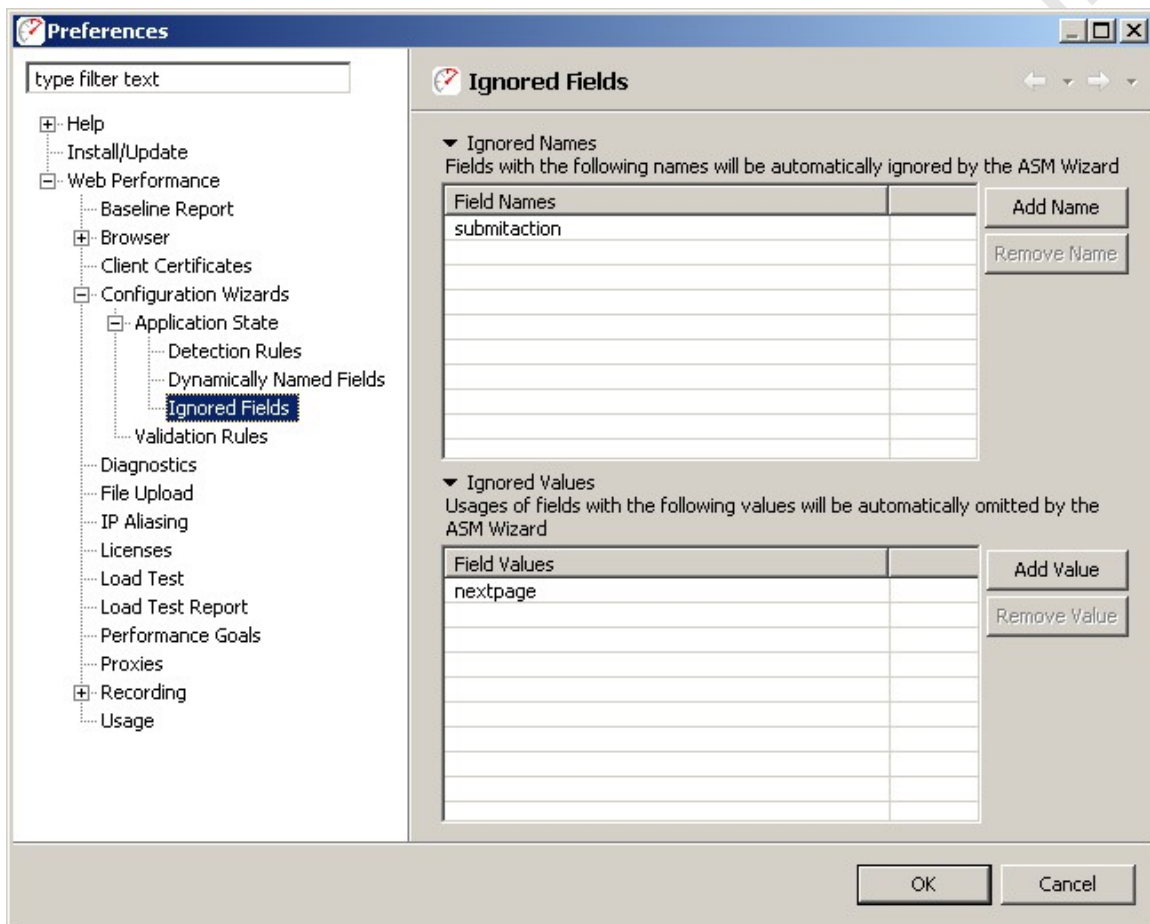 Preferences
type filter text
Help
Install/Update
Web Performance
Baseline Report
Browser
Client Certificates
Configuration Wizards
Application State
Detection Rules
Dynamically Named Fields
Ignored Fields
Validation Rules
Diagnostics
File Upload
IP Aliasing
Licenses
Load Test
Load Test Report
Performance Goals
Proxies
Recording
Usage
Ignored Fields
Ignored Names
Fields with the following names will be automatically ignored by the ASM Wizard
Field Names
submitaction
Add Name
Remove Name
Ignored Values
Usages of fields with the following values will be automatically omitted by the
ASM Wizard
Field Values
nextpage
Add Value
Remove Value
OK
Cancel